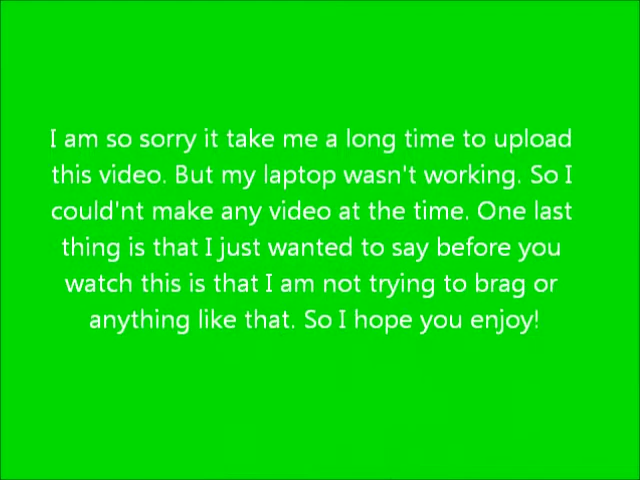 I am so sorry it take me a long time to upload
this video. But my laptop wasn't working. So I
could'nt make any video at the time. One last
thing is that I just wanted to say before you
watch this is that I am not trying to brag or
anything like that. So I hope you enjoy!